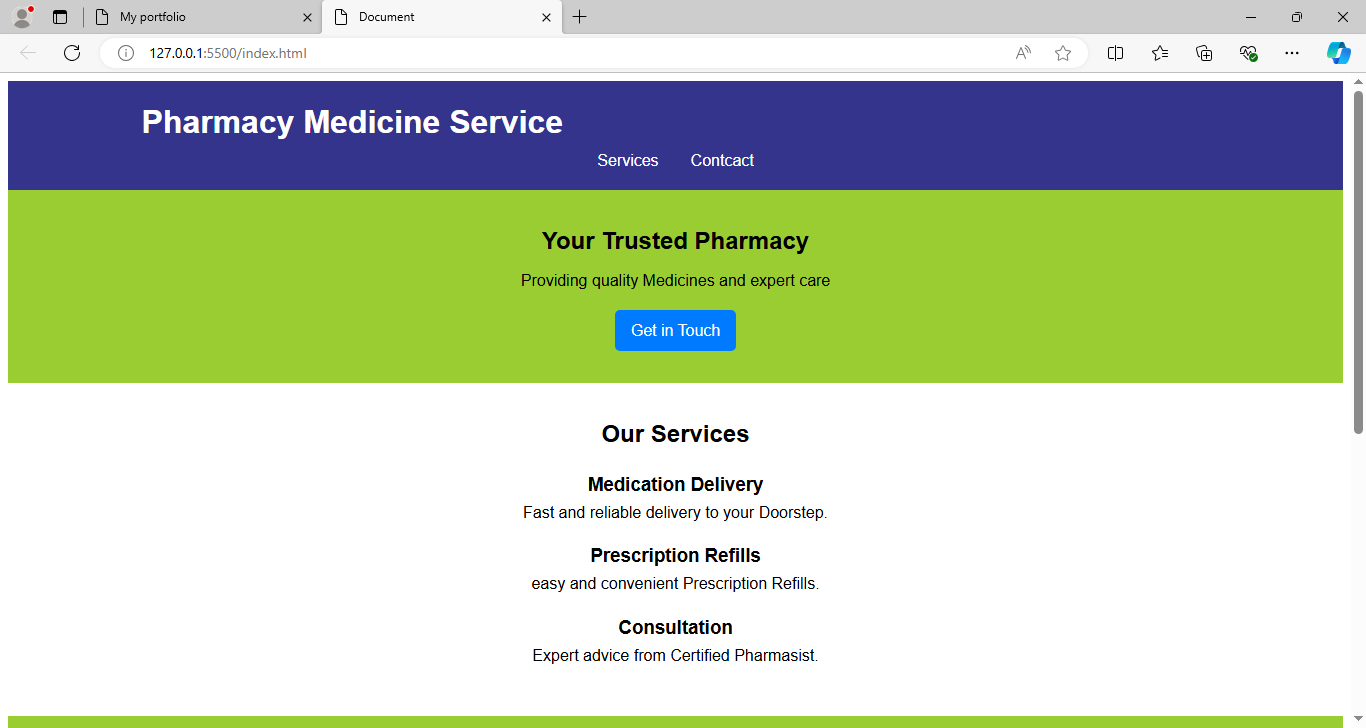 My portfolio
Document
127.0.0.1:5500/index.html
Pharmacy Medicine Service
Services Contcact
Your Trusted Pharmacy
Providing quality Medicines and expert care
Get in Touch
Our Services
Medication Delivery
Fast and reliable delivery to your Doorstep.
Prescription Refills
easy and convenient Prescription Refills.
Consultation
Expert advice from Certified Pharmasist.